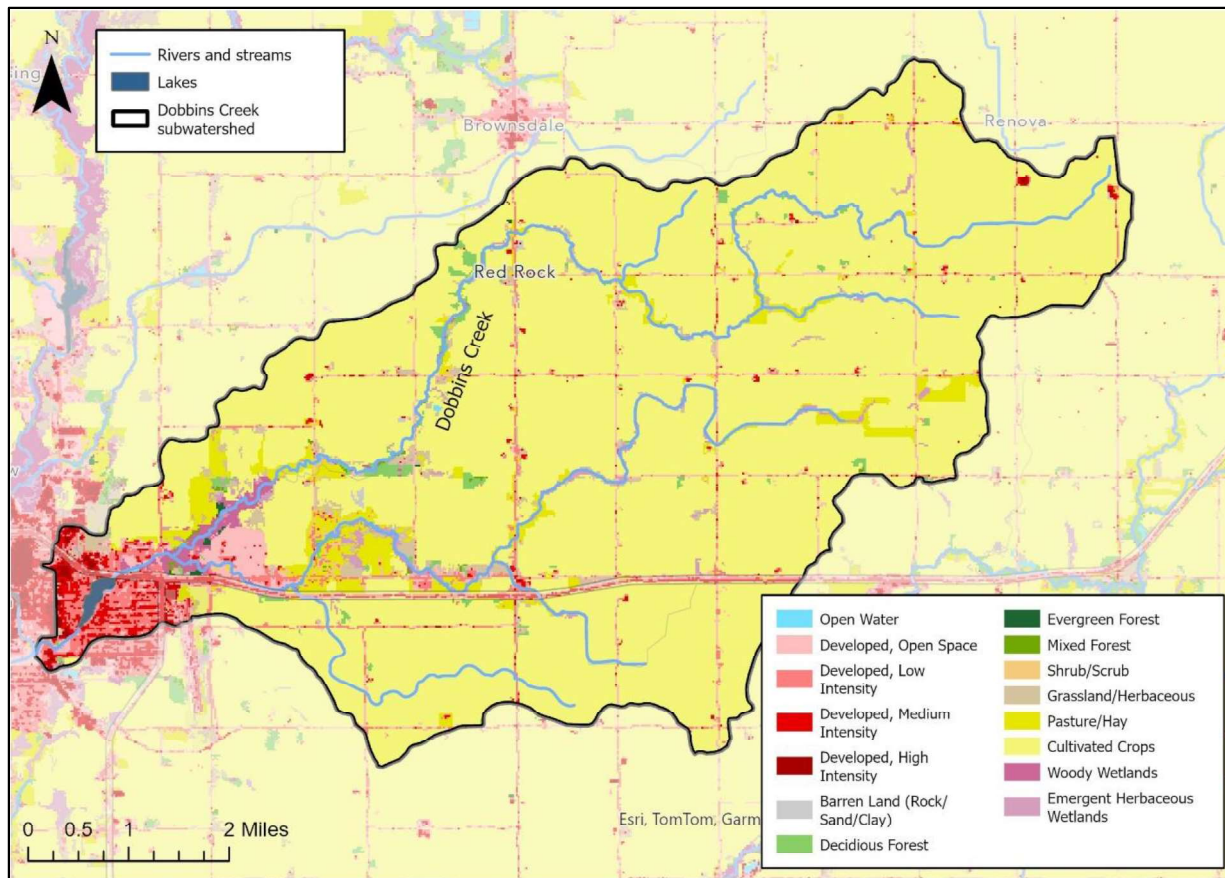 N
Rivers and streams
Lakes
Dobbins Creek
subwatershed
sing
Brownsdale
Renova
Red Rock
Dobbins Creek
w
0 0.5 1 2 Miles
Esri, TomTom, Garm
Open Water
Developed, Open Space
Developed, Low
Intensity
Developed, Medium
Intensity
Developed, High
Intensity
Barren Land (Rock/
Sand/Clay)
Decidious Forest
Evergreen Forest
Mixed Forest
Shrub/Scrub
Grassland/Herbaceous
Pasture/Hay
Cultivated Crops
Woody Wetlands
Emergent Herbaceous
Wetlands